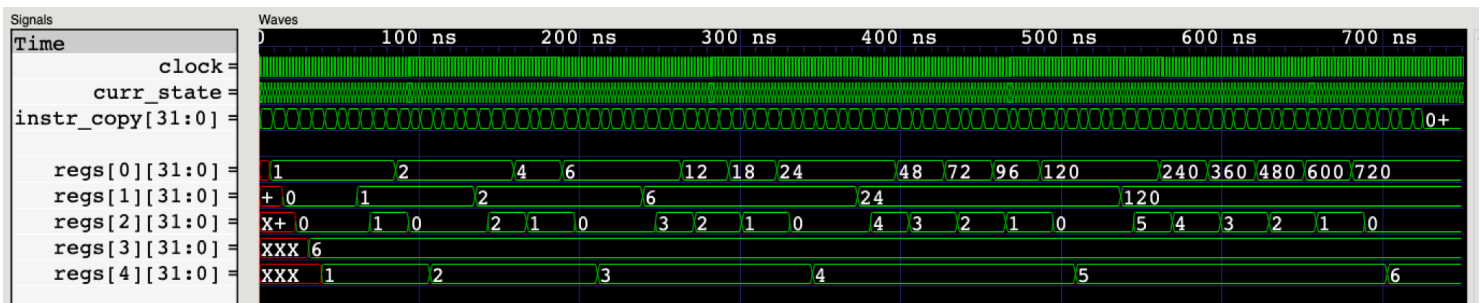 Signals Waves
Time 0 100 ns 200 ns 300 ns 400 ns 500 ns 600 ns 700 ns
clock=
curr_state=
instr_copy[31:0] = 0+
regs[0][31:0] = 1 2 4 6 12 18 24 48 72 96 120 240 360 480 600 720
regs[1][31:0] = + 0 1 2 6 24 120
regs[2][31:0] = X+ 0 1 0 2 1 0 3 2 1 0 4 3 2 1 0 5 4 3 2 1 0
regs[3][31:0] = XXX 6
regs[4][31:0] = XXX 1 2 3 4 5 6